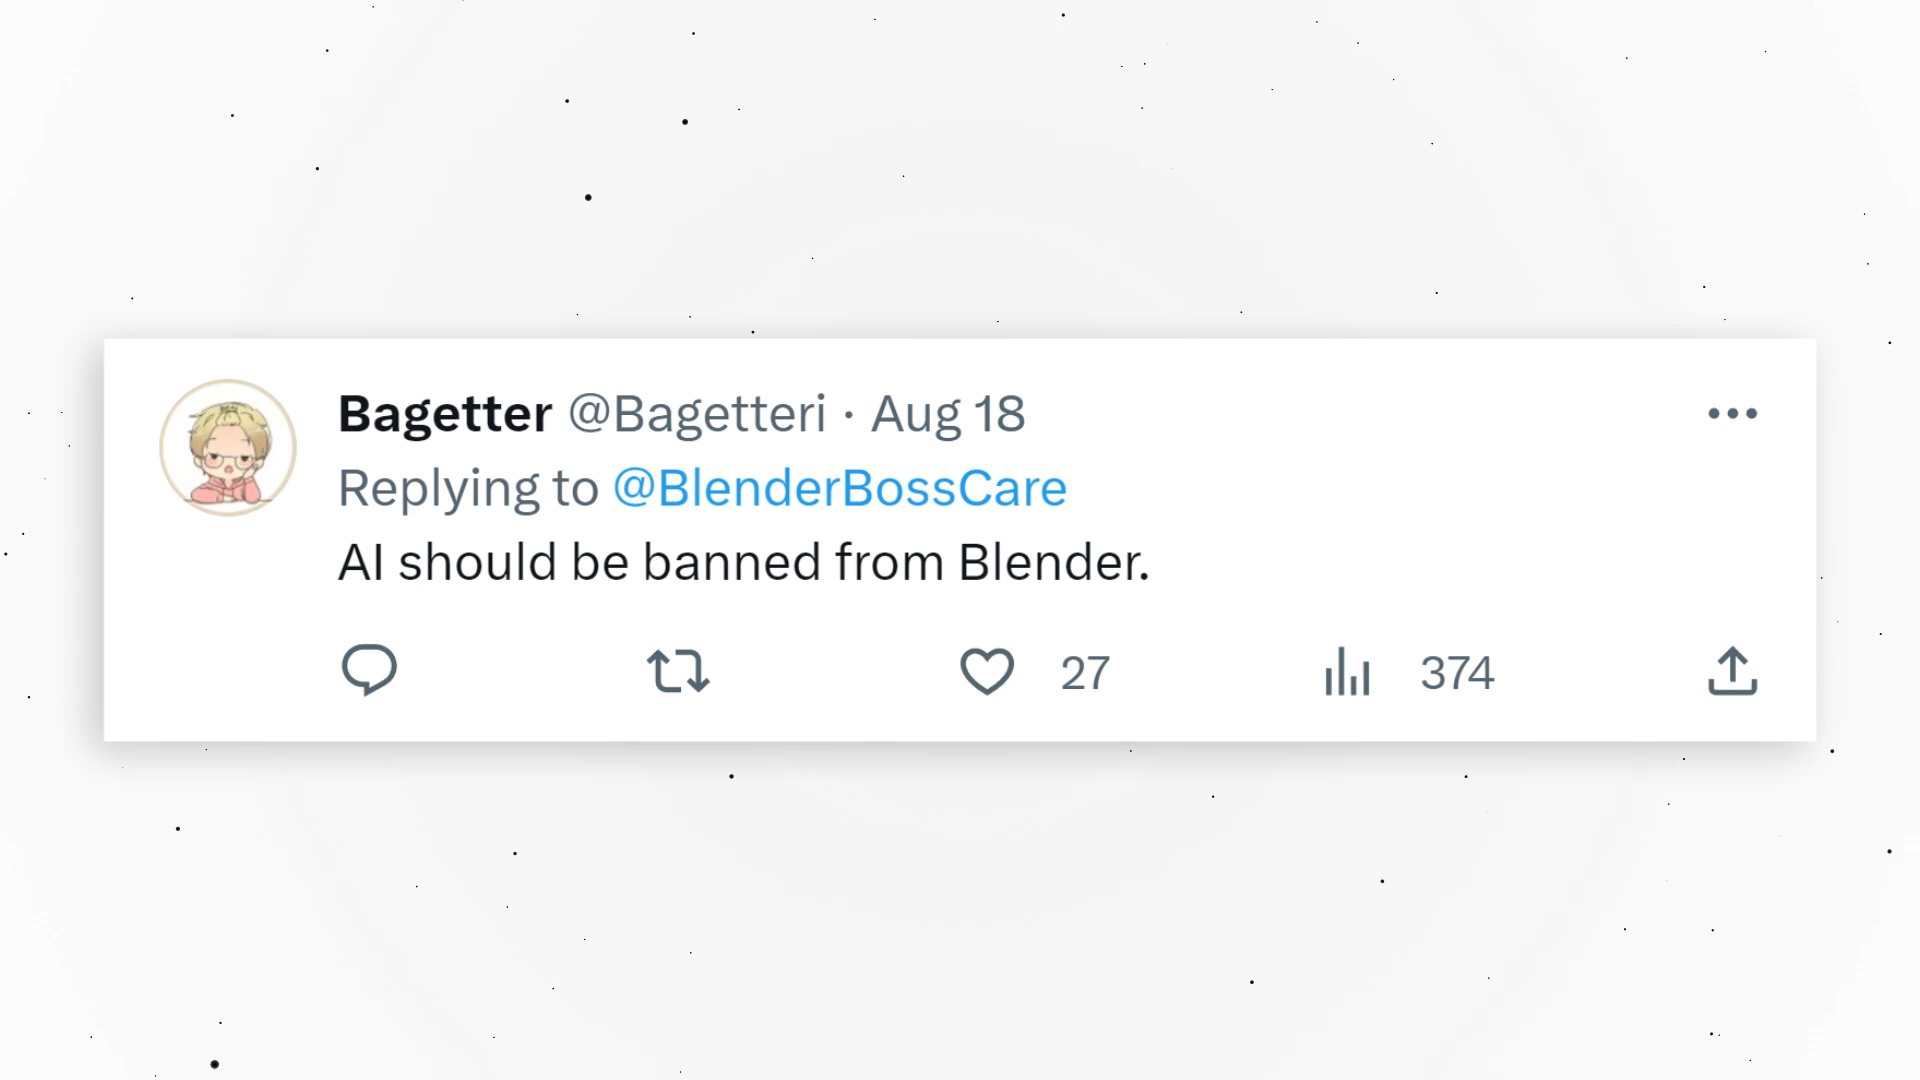 Bagetter @Bagetteri · Aug 18
Replying to @BlenderBossCare
AI should be banned from Blender.
27 374